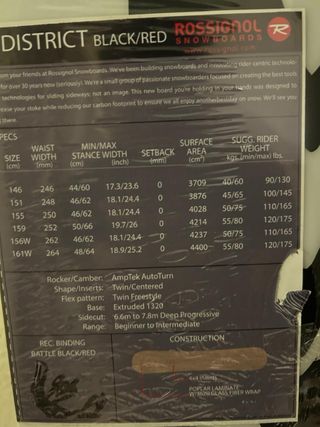 DISTRICT BLACK/RED
ROSSIGNOL
SNOWBOARDS
www.rossignol.com
from your friends at Rossignol Snowboards. We've been building snowboards and innovating rider centric technolo-
for over 30 years now (seriously). We're a small group of passionate snowboarders focused on creating the best tools
technologies for sliding sideways; not an image. This new board you're holding in your hands was designed to
ease your stoke while reducing our carbon footprint to ensure we all enjoy another day on snow. We'll see you
there.
PECS
SIZE (cm) WAIST WIDTH (mm) MIN/MAX STANCE WIDTH (cm) (inch) SETBACK (mm) SURFACE AREA (cm²) SUGG. RIDER WEIGHT kgs. (min/max) lbs.
146 246 44/60 17.3/23.6 0 3709 40/60 90/130
151 248 46/62 18.1/24.4 0 3876 45/65 100/145
155 250 46/62 18.1/24.4 0 4028 50/75 110/165
159 252 50/66 19.7/26 0 4214 55/80 120/175
156W 262 46/62 18.1/24.4 0 4237 50/75 110/165
161W 264 48/64 18.9/25.2 0 4400 55/80 120/175
Rocker/Camber: AmpTek AutoTurn
Shape/Inserts: Twin/Centered
Flex pattern: Twin Freestyle
Base: Extruded 1320
Sidecut: 6.6m to 7.8m Deep Progressive
Range: Beginner to Intermediate
REC. BINDING
BATTLE BLACK/RED
CONSTRUCTION
4x4 Inserts
POPLAR LAMINATE
GLASS FIBER WRAP